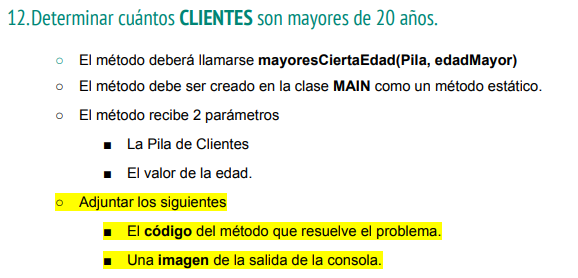 12.Determinar cuántos CLIENTES son mayores de 20 años.
○ El método deberá llamarse mayoresCiertaEdad(Pila, edadMayor)
○ El método debe ser creado en la clase MAIN como un método estático.
○ El método recibe 2 parámetros
■ La Pila de Clientes
■ El valor de la edad.
○ Adjuntar los siguientes
■ El código del método que resuelve el problema.
■ Una imagen de la salida de la consola.